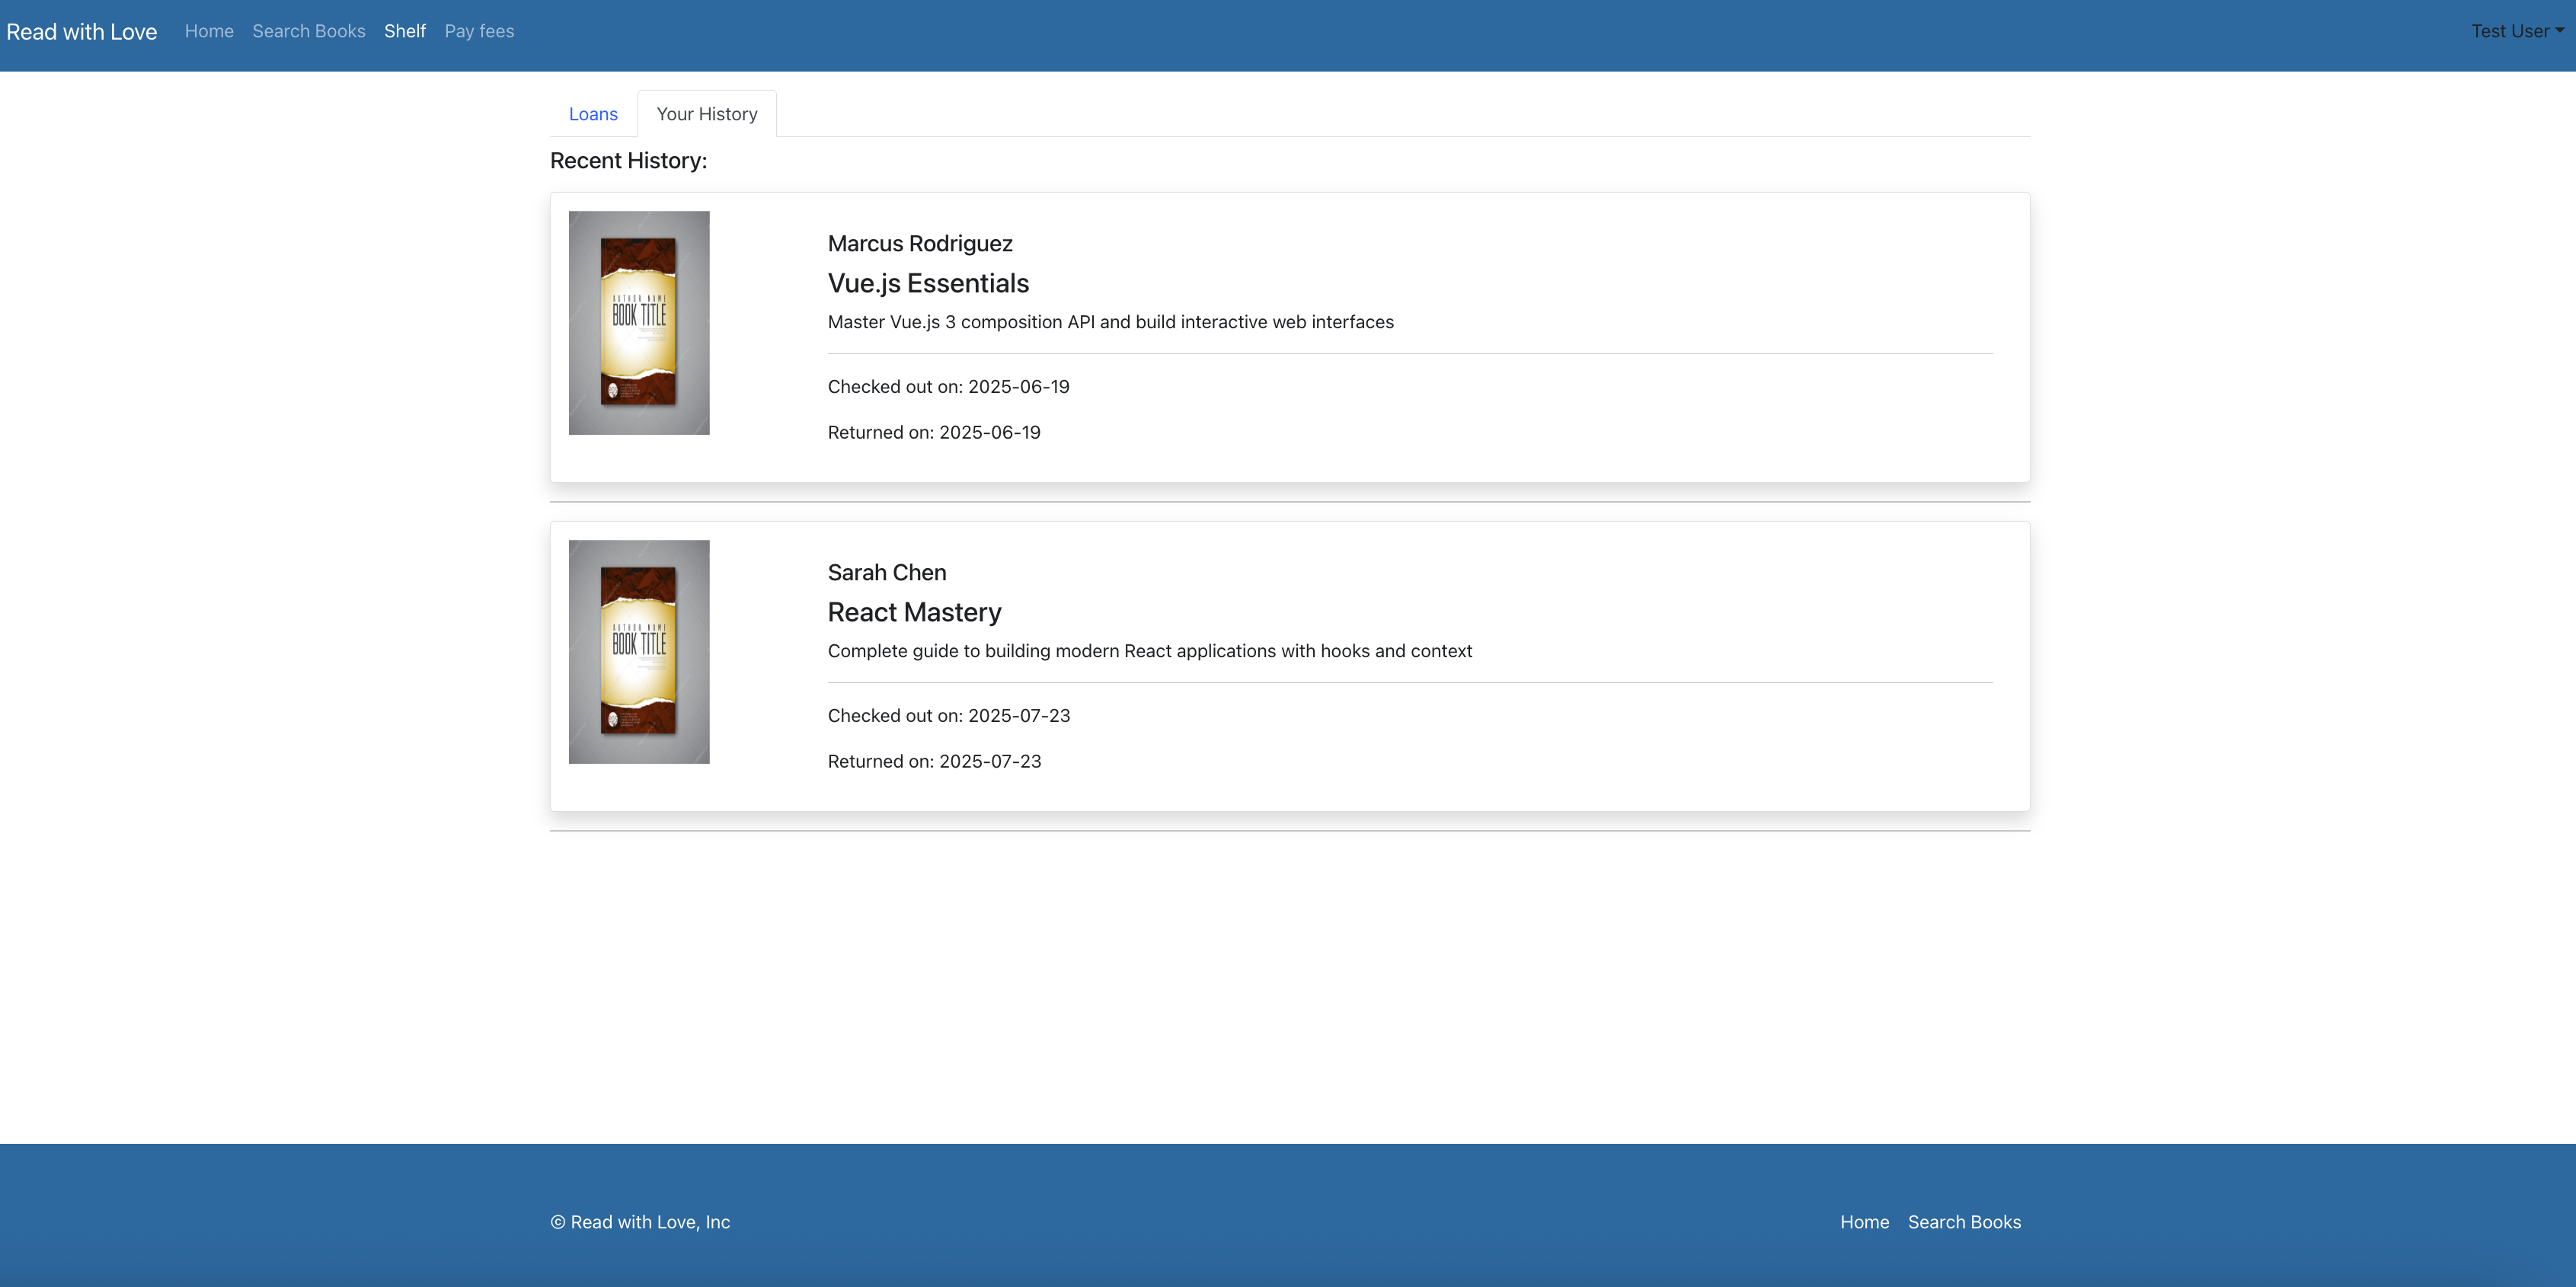 Read with Love Home Search Books Shelf Pay fees Test User
Loans Your History
Recent History:
AUTHOR NAME
BOOK TITLE
Marcus Rodriguez
Vue.js Essentials
Master Vue.js 3 composition API and build interactive web interfaces
Checked out on: 2025-06-19
Returned on: 2025-06-19
AUTHOR NAME
BOOK TITLE
Sarah Chen
React Mastery
Complete guide to building modern React applications with hooks and context
Checked out on: 2025-07-23
Returned on: 2025-07-23
© Read with Love, Inc Home Search Books